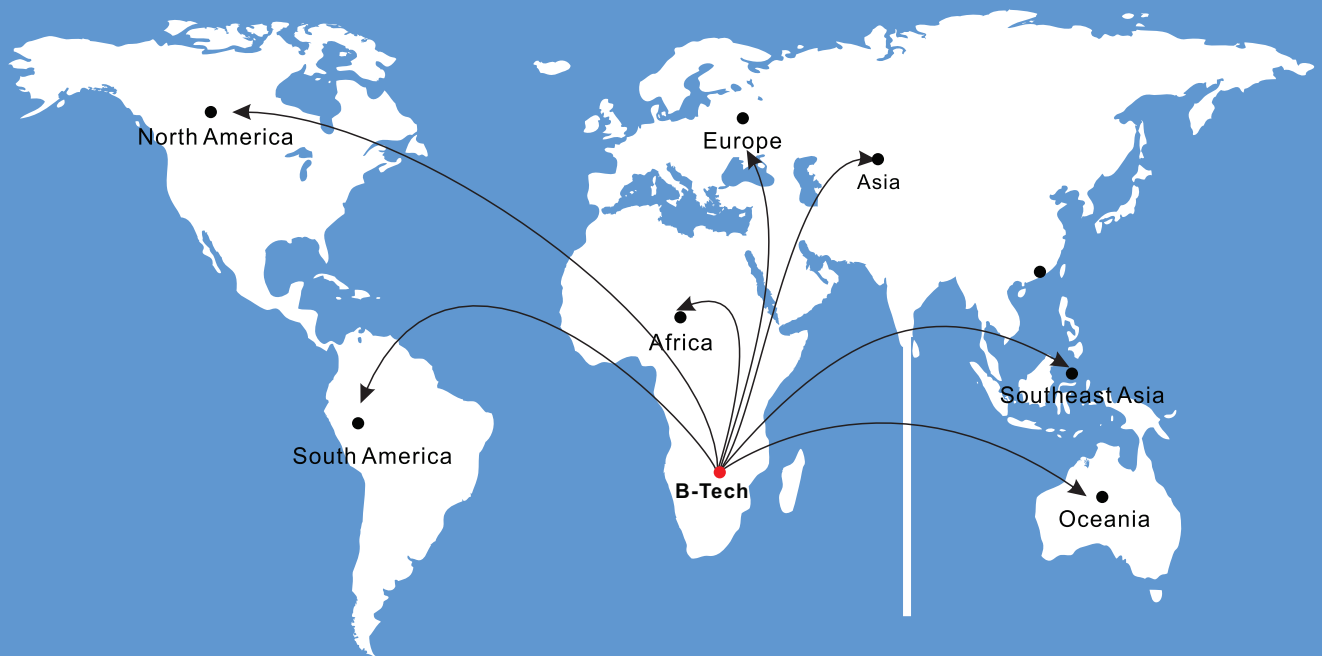 North America
Europe
Asia
Africa
Southeast Asia
South America
B-Tech
Oceania